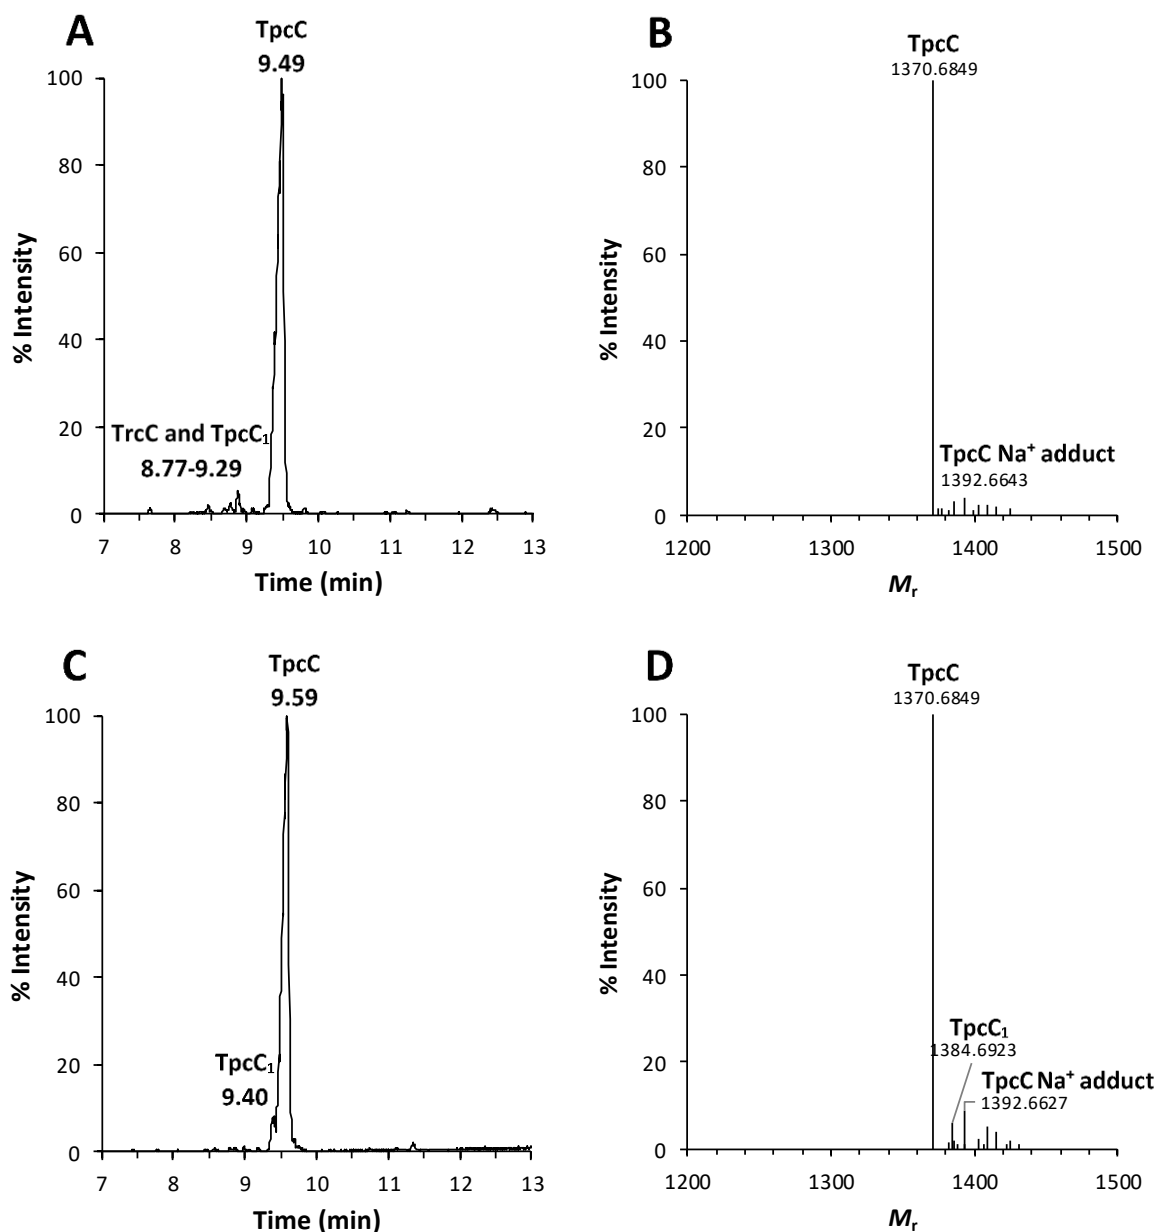 A
TpcC
9.49
100
80
60
40
20
0
% Intensity
TrcC and TpcC₁
8.77-9.29
7 8 9 10 11 12 13
Time (min)
B
TpcC
1370.6849
100
80
60
40
20
0
% Intensity
TpcC Na⁺ adduct
1392.6643
1200 1300 1400 1500
Mᵣ
C
TpcC
9.59
100
80
60
40
20
0
% Intensity
TpcC₁
9.40
7 8 9 10 11 12 13
Time (min)
D
TpcC
1370.6849
100
80
60
40
20
0
% Intensity
TpcC₁
1384.6923
TpcC Na⁺ adduct
1392.6627
1200 1300 1400 1500
Mᵣ